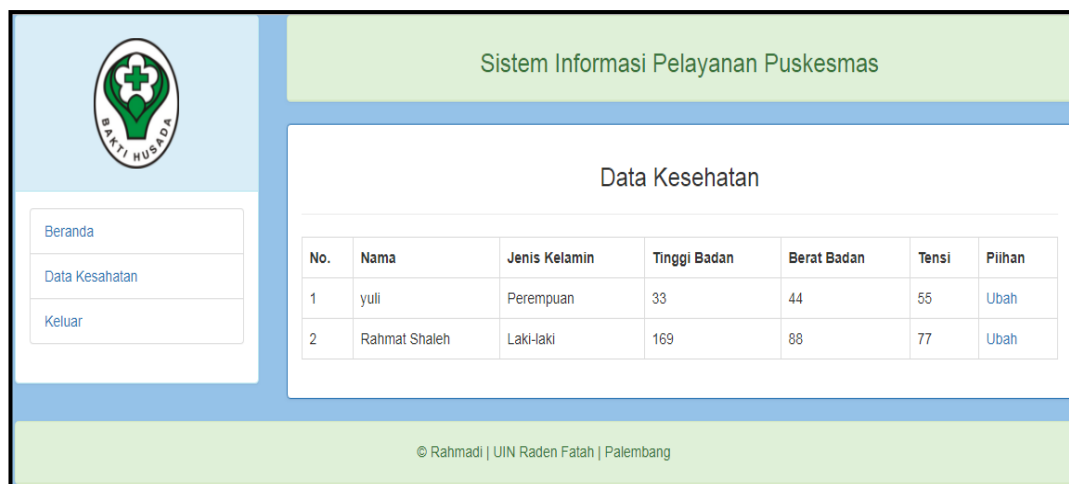 BAKTI HUSADA
Sistem Informasi Pelayanan Puskesmas
Beranda
Data Kesahatan
Keluar
Data Kesehatan
No. Nama Jenis Kelamin Tinggi Badan Berat Badan Tensi Piihan
1 yuli Perempuan 33 44 55 Ubah
2 Rahmat Shaleh Laki-laki 169 88 77 Ubah
© Rahmadi | UIN Raden Fatah | Palembang